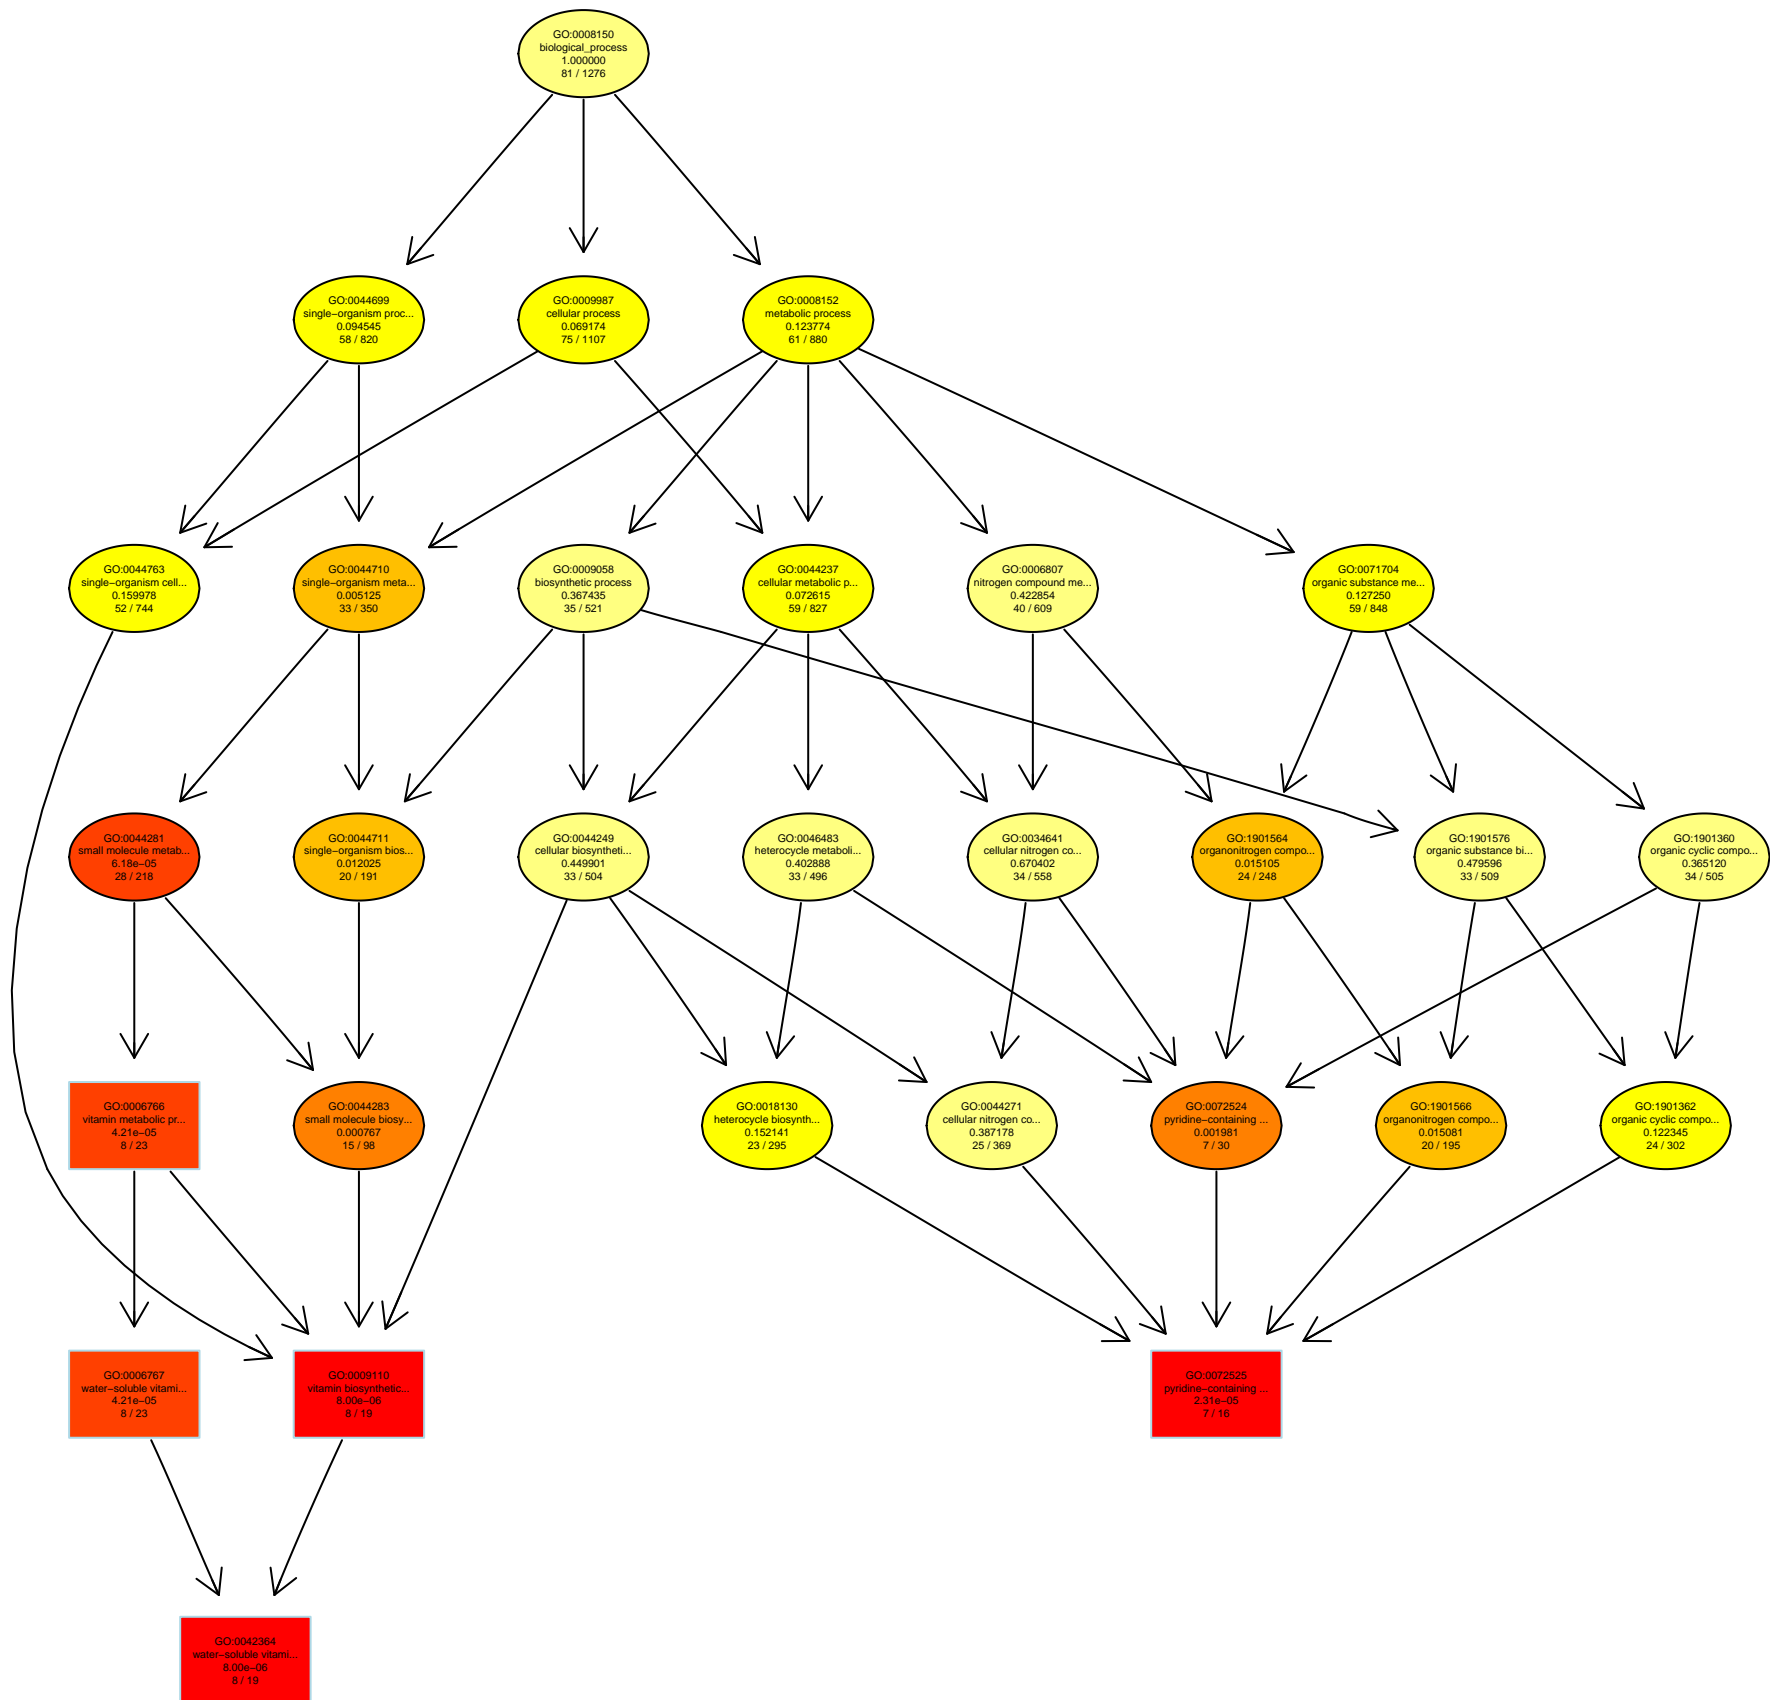 GO:0008150
biological_process
1.000000
81 / 1276
GO:0044699
single−organism proc...
0.094545
58 / 820
GO:0009987
cellular process
0.069174
75 / 1107
GO:0008152
metabolic process
0.123774
61 / 880
GO:0044763
single−organism cell...
0.159978
52 / 744
GO:0044710
single−organism meta...
0.005125
33 / 350
GO:0009058
biosynthetic process
0.367435
35 / 521
GO:0044237
cellular metabolic p...
0.072615
59 / 827
GO:0006807
nitrogen compound me...
0.422854
40 / 609
GO:0071704
organic substance me...
0.127250
59 / 848
GO:0044281
small molecule metab...
6.18e−05
28 / 218
GO:0044711
single−organism bios...
0.012025
20 / 191
GO:0044249
cellular biosyntheti...
0.449901
33 / 504
GO:0046483
heterocycle metaboli...
0.402888
33 / 496
GO:0034641
cellular nitrogen co...
0.670402
34 / 558
GO:1901564
organonitrogen compo...
0.015105
24 / 248
GO:1901576
organic substance bi...
0.479596
33 / 509
GO:1901360
organic cyclic compo...
0.365120
34 / 505
GO:0006766
vitamin metabolic pr...
4.21e−05
8 / 23
GO:0044283
small molecule biosy...
0.000767
15 / 98
GO:0018130
heterocycle biosynth...
0.152141
23 / 295
GO:0044271
cellular nitrogen co...
0.387178
25 / 369
GO:0072524
pyridine−containing ...
0.001981
7 / 30
GO:1901566
organonitrogen compo...
0.015081
20 / 195
GO:1901362
organic cyclic compo...
0.122345
24 / 302
GO:0006767
water−soluble vitami...
4.21e−05
8 / 23
GO:0009110
vitamin biosynthetic...
8.00e−06
8 / 19
GO:0072525
pyridine−containing ...
2.31e−05
7 / 16
GO:0042364
water−soluble vitami...
8.00e−06
8 / 19